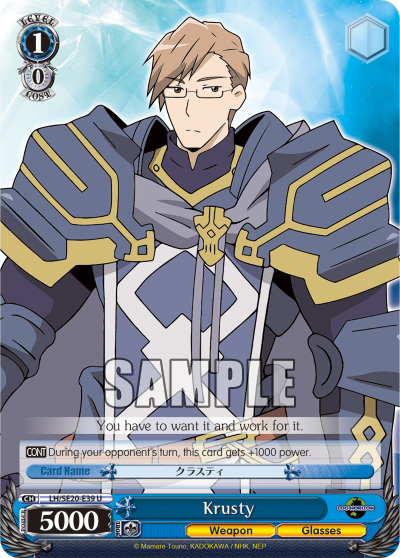 LEVEL
1
0
COST
SAMPLE
You have to want it and work for it.
CONT During your opponent's turn, this card gets +1000 power.
Card Name クラスティ
CH LH/SE20-E39 U
Krusty
POWER 5000
Weapon Glasses
© Mamare Touno, KADOKAWA / NHK, NEP